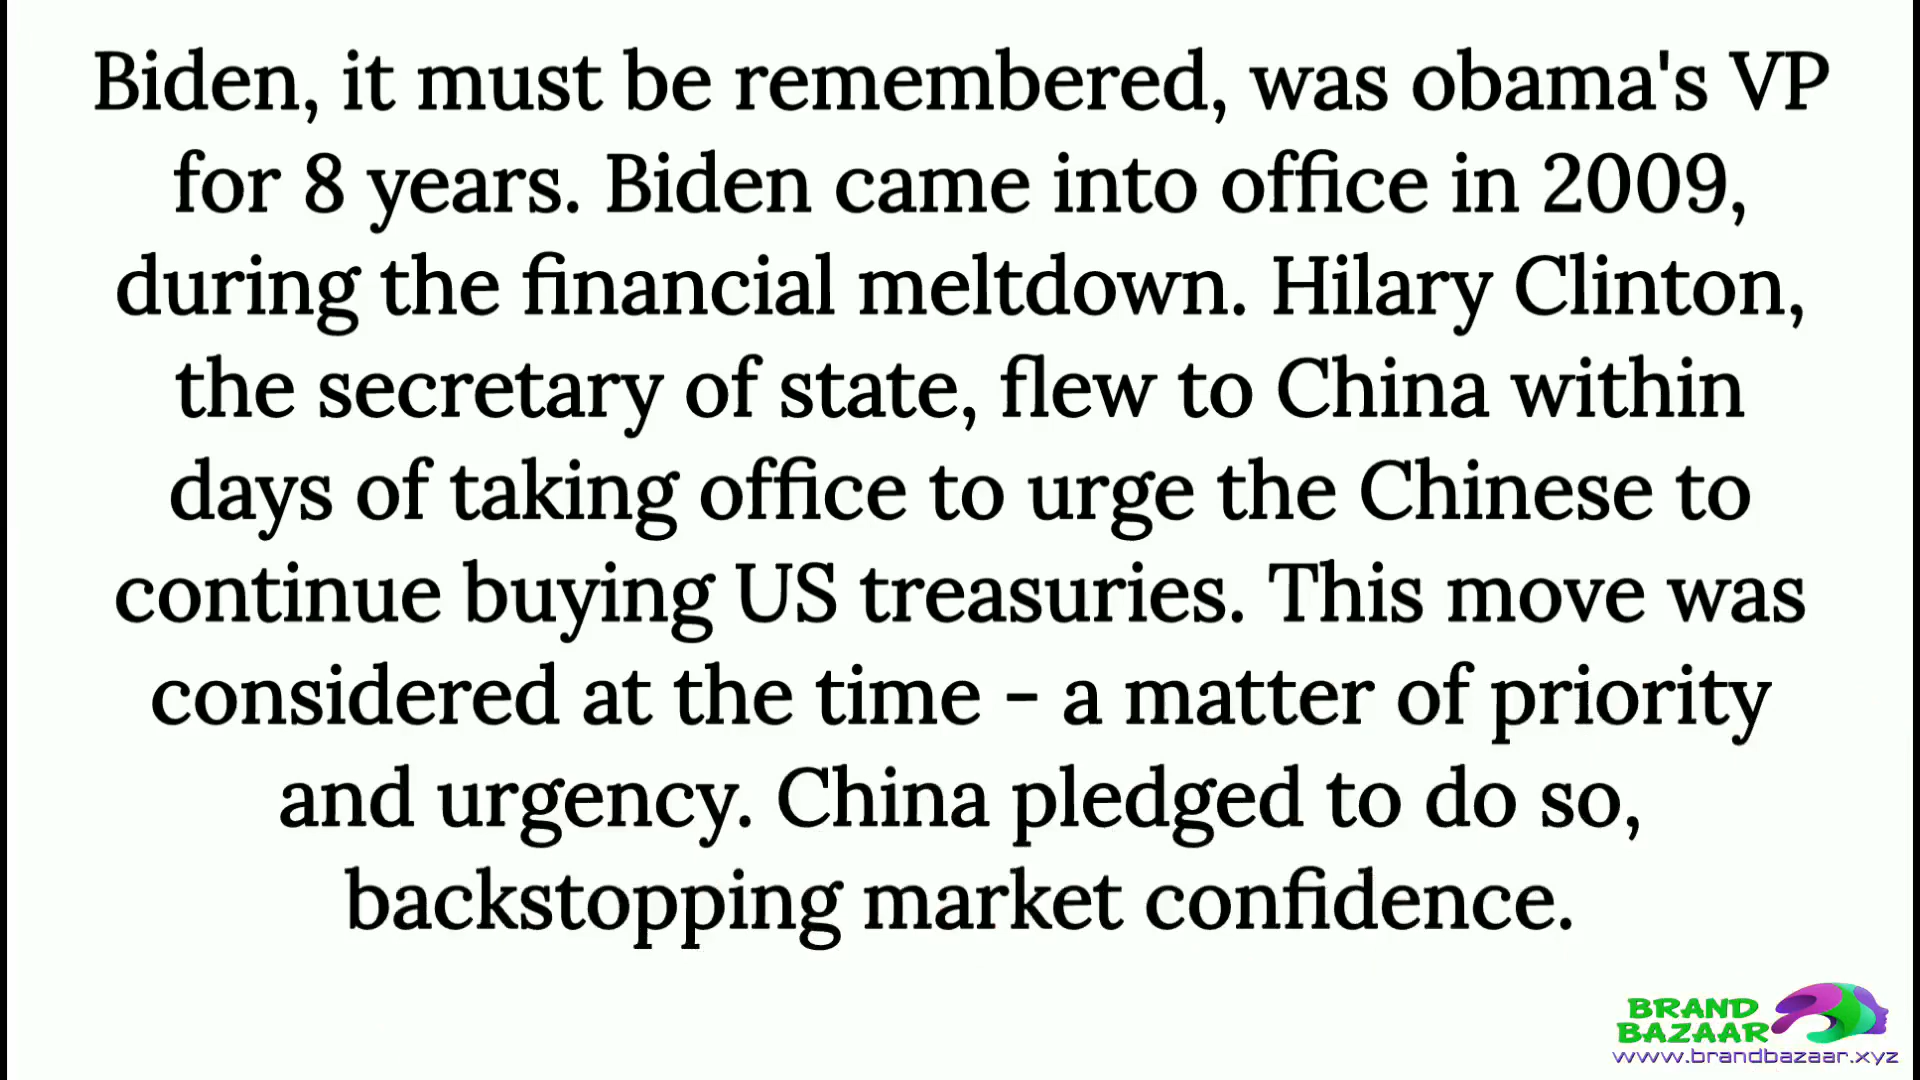 Biden, it must be remembered, was obama's VP
for 8 years. Biden came into office in 2009,
during the financial meltdown. Hilary Clinton,
the secretary of state, flew to China within
days of taking office to urge the Chinese to
continue buying US treasuries. This move was
considered at the time - a matter of priority
and urgency. China pledged to do so,
backstopping market confidence.
BRAND
BAZAAR
www.brandbazaar.xyz